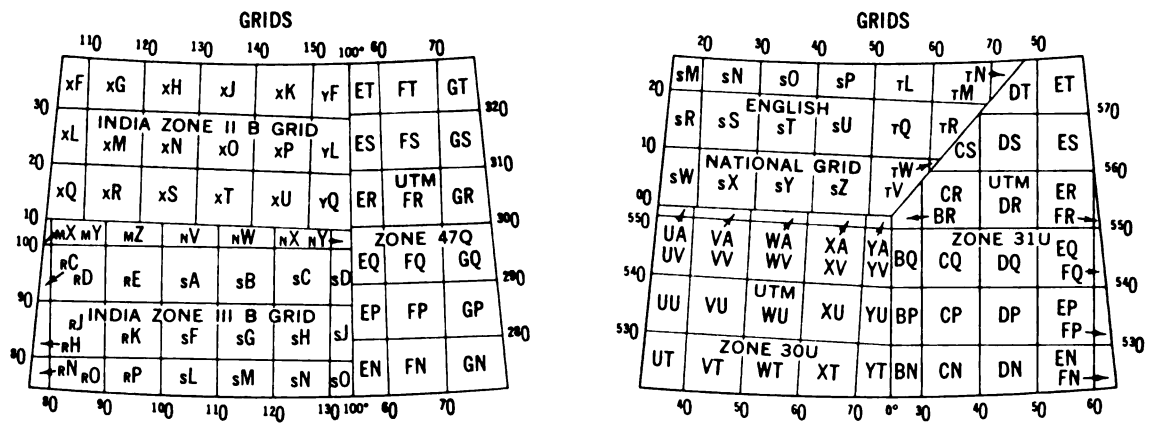 GRIDS
110 120 130 140 150 100° 60 70
xF xG xH xJ xK yF ET FT GT
30 320
INDIA ZONE II B GRID
xL xM xN xO xP yL ES FS GS
20 310
UTM
xQ xR xS xT xU yQ ER FR GR
10 300
MX MY MZ NV NW NX NY ZONE 47Q
100
RC RD RE SA SB SC SD EQ FQ GQ
90 290
INDIA ZONE III B GRID
RJ RH RK SF SG SH SJ EP FP GP
80 280
RN RO RP SL SM SN SO EN FN GN
80 90 100 110 120 130 100° 60 70
GRIDS
20 30 40 50 60 70 50
20 SM SN SO SP TL TM TN DT ET
570
ENGLISH
SR SS ST SU TQ TR CS DS ES
10 560
NATIONAL GRID
SW SX SY SZ TV TW CR BR UTM DR ER FR
00
550 550
ZONE 31U
UA VA WA XA YA
UV VV WV XV YV BQ CQ DQ EQ FQ
540 540
UTM
UU VU WU XU YU BP CP DP EP FP
530 530
ZONE 30U
UT VT WT XT YT BN CN DN EN FN
40 50 60 70 0° 30 40 50 60